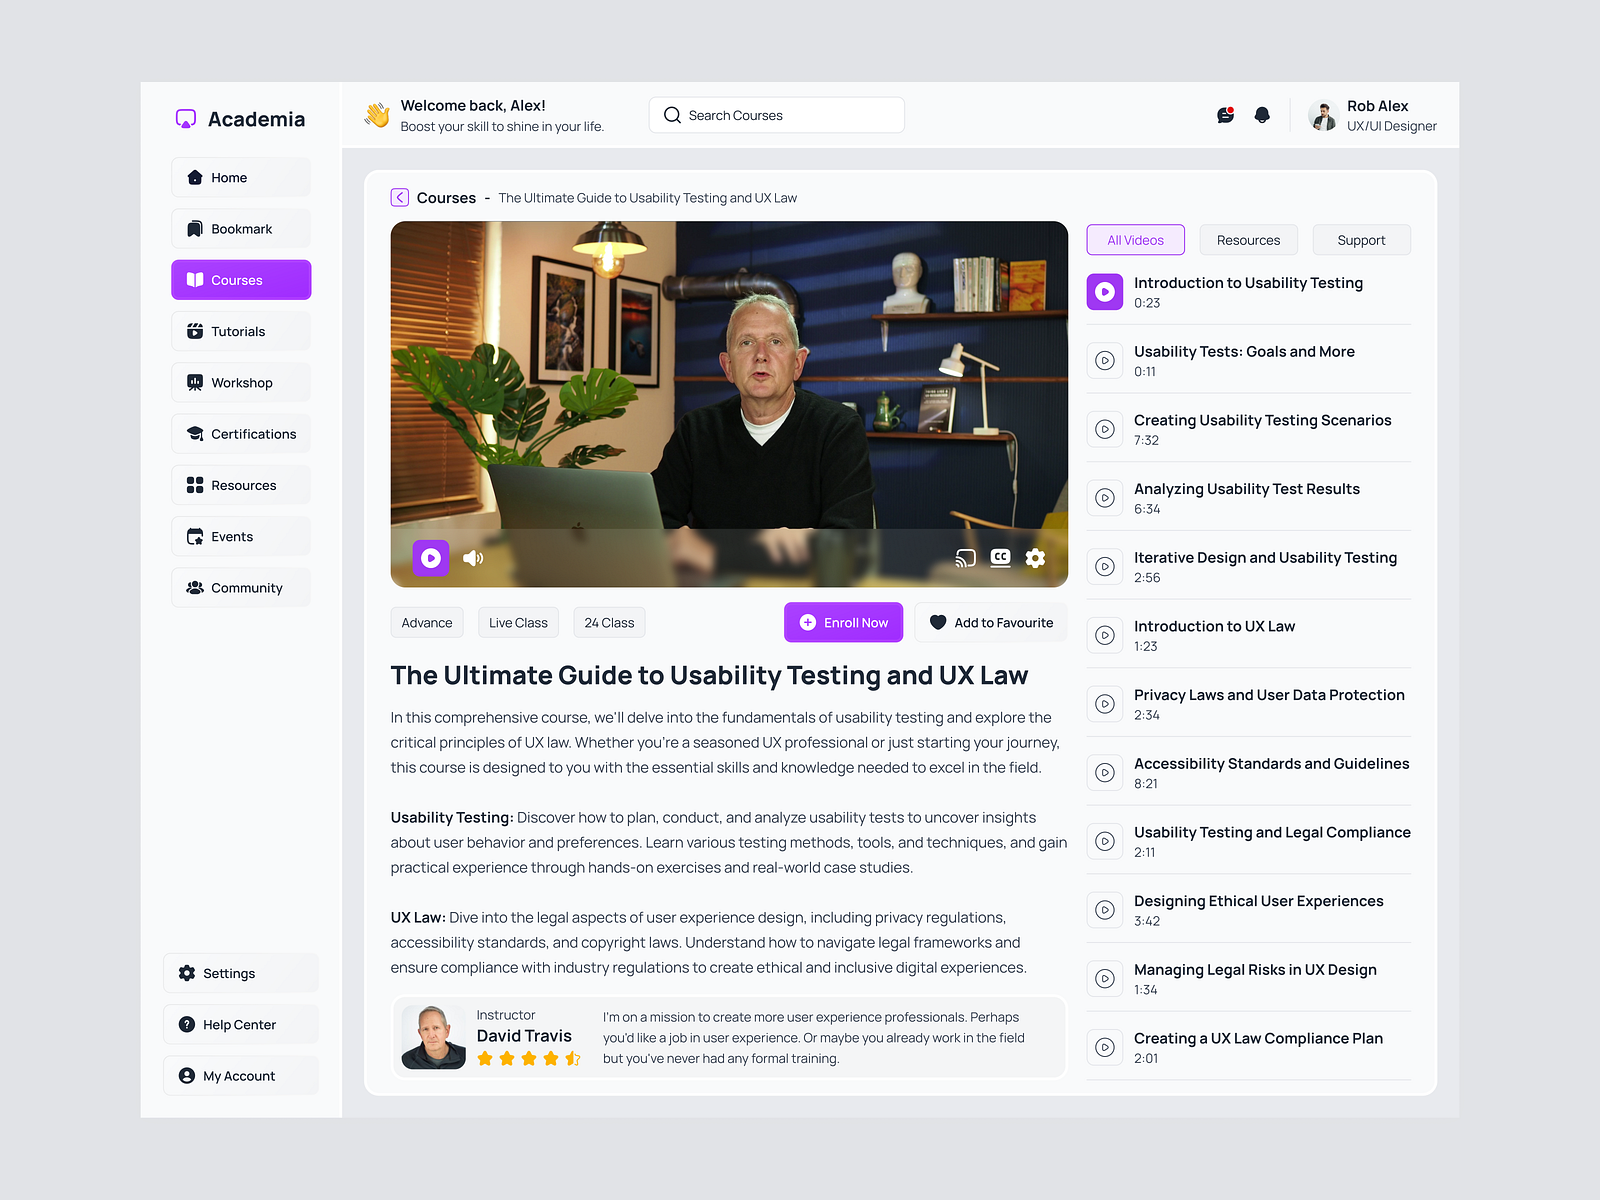 Academia
Home
Bookmark
Courses
Tutorials
Workshop
Certifications
Resources
Events
Community
Settings
Help Center
My Account
Welcome back, Alex!
Boost your skill to shine in your life.
Search Courses
Rob Alex
UX/UI Designer
Courses - The Ultimate Guide to Usability Testing and UX Law
CC
Advance
Live Class
24 Class
Enroll Now
Add to Favourite
The Ultimate Guide to Usability Testing and UX Law
In this comprehensive course, we'll delve into the fundamentals of usability testing and explore the
critical principles of UX law. Whether you're a seasoned UX professional or just starting your journey,
this course is designed to you with the essential skills and knowledge needed to excel in the field.
Usability Testing: Discover how to plan, conduct, and analyze usability tests to uncover insights
about user behavior and preferences. Learn various testing methods, tools, and techniques, and gain
practical experience through hands-on exercises and real-world case studies.
UX Law: Dive into the legal aspects of user experience design, including privacy regulations,
accessibility standards, and copyright laws. Understand how to navigate legal frameworks and
ensure compliance with industry regulations to create ethical and inclusive digital experiences.
Instructor
David Travis
I'm on a mission to create more user experience professionals. Perhaps
you'd like a job in user experience. Or maybe you already work in the field
but you've never had any formal training.
All Videos
Resources
Support
Introduction to Usability Testing
0:23
Usability Tests: Goals and More
0:11
Creating Usability Testing Scenarios
7:32
Analyzing Usability Test Results
6:34
Iterative Design and Usability Testing
2:56
Introduction to UX Law
1:23
Privacy Laws and User Data Protection
2:34
Accessibility Standards and Guidelines
8:21
Usability Testing and Legal Compliance
2:11
Designing Ethical User Experiences
3:42
Managing Legal Risks in UX Design
1:34
Creating a UX Law Compliance Plan
2:01